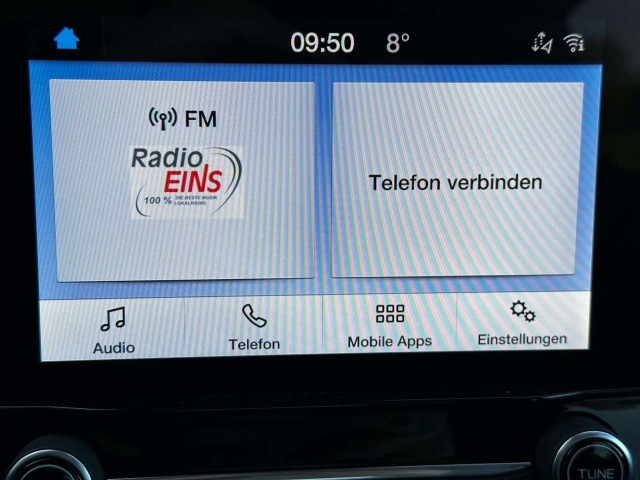 09:50 8°
FM
Radio
EINS
100 % DIE BESTE MUSIK
LOKALRADIO
Telefon verbinden
Audio
Telefon
Mobile Apps
Einstellungen
TUNE